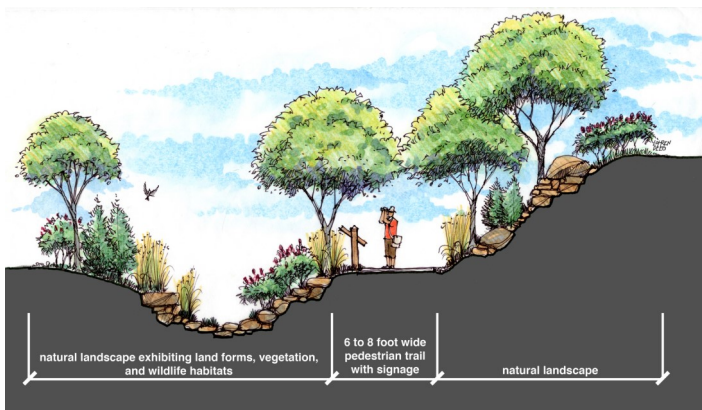 6 to 8 foot wide
pedestrian trail
with signage
natural landscape exhibiting land forms, vegetation,
and wildlife habitats
natural landscape